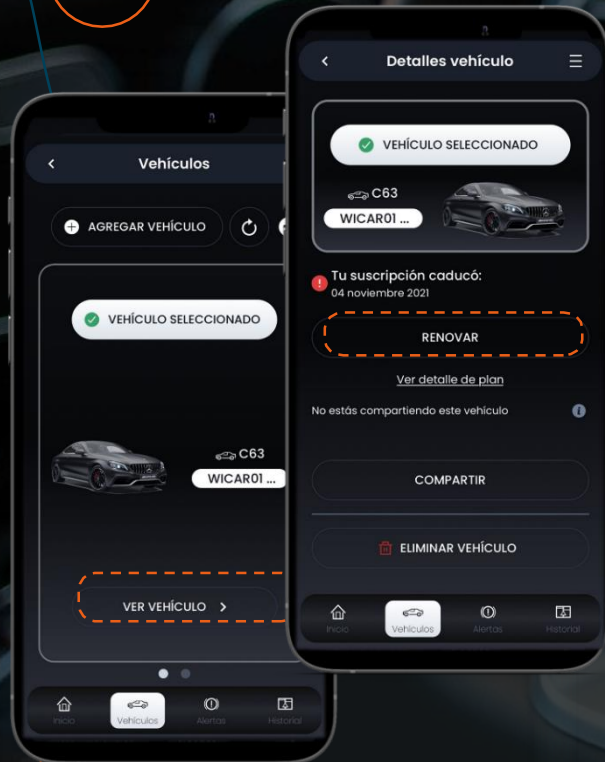 Vehículos
AGREGAR VEHÍCULO
VEHÍCULO SELECCIONADO
C63
WICAR01 ...
VER VEHÍCULO >
Inicio
Vehículos
Alertas
Historial
Detalles vehículo
VEHÍCULO SELECCIONADO
C63
WICAR01 ...
Tu suscripción caducó:
04 noviembre 2021
RENOVAR
Ver detalle de plan
No estás compartiendo este vehículo
COMPARTIR
ELIMINAR VEHÍCULO
Inicio
Vehículos
Alertas
Historial